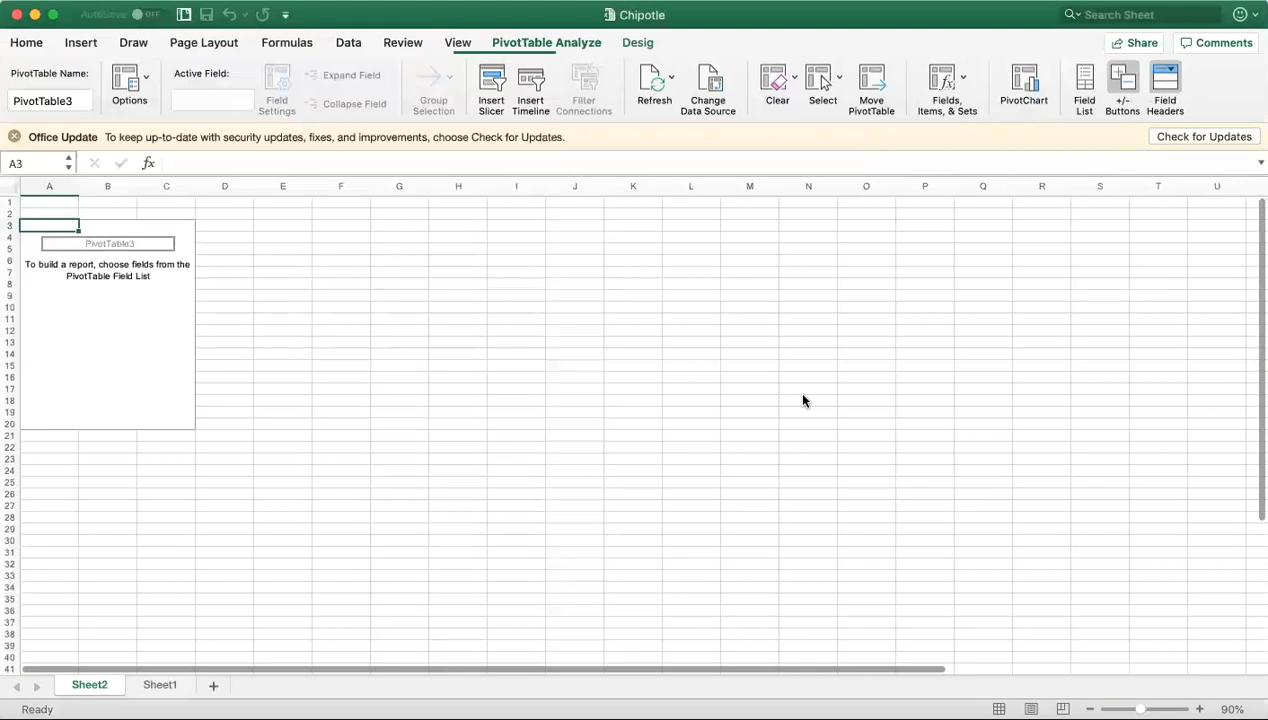 AutoSave OFF
Chipotle
Search Sheet
Home Insert Draw Page Layout Formulas Data Review View PivotTable Analyze Desig
Share Comments
PivotTable Name:
PivotTable3
Options
Active Field:
Field
Settings
Expand Field
Collapse Field
Group
Selection
Insert
Slicer
Insert
Timeline
Filter
Connections
Refresh
Change
Data Source
Clear
Select
Move
PivotTable
Fields,
Items, & Sets
PivotChart
Field
List
+/-
Buttons
Field
Headers
Office Update To keep up-to-date with security updates, fixes, and improvements, choose Check for Updates.
Check for Updates
A3 fx
A B C D E F G H I J K L M N O P Q R S T U
1
2
3
4
PivotTable3
5
6
To build a report, choose fields from the
7
PivotTable Field List
8
9
10
11
12
13
14
15
16
17
18
19
20
21
22
23
24
25
26
27
28
29
30
31
32
33
34
35
36
37
38
39
40
41
Sheet2 Sheet1 +
Ready
90%